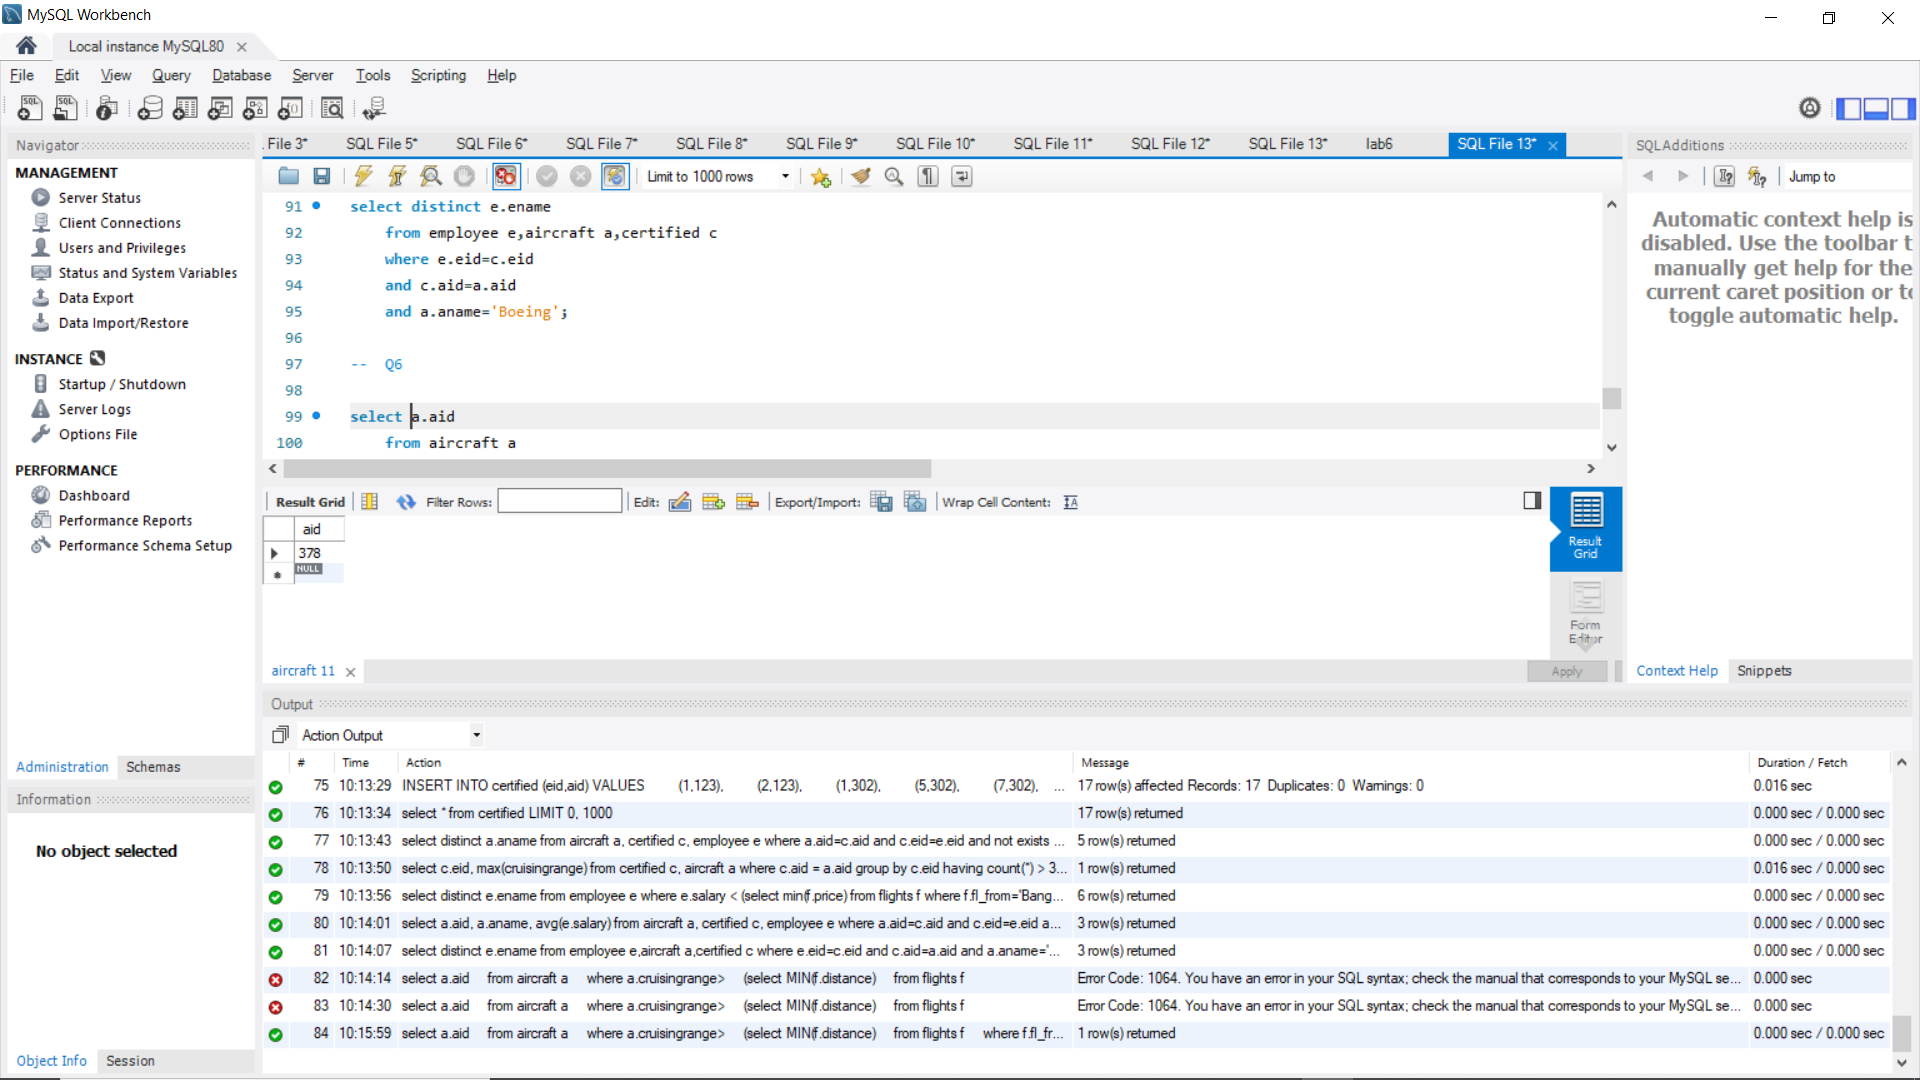 MySQL Workbench
Local instance MySQL80
File Edit View Query Database Server Tools Scripting Help
Navigator
MANAGEMENT
Server Status
Client Connections
Users and Privileges
Status and System Variables
Data Export
Data Import/Restore
INSTANCE
Startup / Shutdown
Server Logs
Options File
PERFORMANCE
Dashboard
Performance Reports
Performance Schema Setup
Administration Schemas
Information
No object selected
Object Info Session
. File 3* SQL File 5* SQL File 6* SQL File 7* SQL File 8* SQL File 9* SQL File 10* SQL File 11* SQL File 12* SQL File 13* lab6 SQL File 13*
Limit to 1000 rows
91 select distinct e.ename
92 from employee e,aircraft a,certified c
93 where e.eid=c.eid
94 and c.aid=a.aid
95 and a.aname='Boeing';
96
97 -- Q6
98
99 select a.aid
100 from aircraft a
Result Grid Filter Rows: Edit: Export/Import: Wrap Cell Content:
aid
378
NULL
Result Grid
Form Editor
aircraft 11
Apply
SQLAdditions
Jump to
Automatic context help is
disabled. Use the toolbar t
manually get help for the
current caret position or to
toggle automatic help.
Context Help Snippets
Output
Action Output
# Time Action Message Duration / Fetch
75 10:13:29 INSERT INTO certified (eid,aid) VALUES (1,123), (2,123), (1,302), (5,302), (7,302), ... 17 row(s) affected Records: 17 Duplicates: 0 Warnings: 0 0.016 sec
76 10:13:34 select * from certified LIMIT 0, 1000 17 row(s) returned 0.000 sec / 0.000 sec
77 10:13:43 select distinct a.aname from aircraft a, certified c, employee e where a.aid=c.aid and c.eid=e.eid and not exists ... 5 row(s) returned 0.000 sec / 0.000 sec
78 10:13:50 select c.eid, max(cruisingrange) from certified c, aircraft a where c.aid = a.aid group by c.eid having count(*) > 3... 1 row(s) returned 0.016 sec / 0.000 sec
79 10:13:56 select distinct e.ename from employee e where e.salary < (select min(f.price) from flights f where f.fl_from='Bang... 6 row(s) returned 0.000 sec / 0.000 sec
80 10:14:01 select a.aid, a.aname, avg(e.salary) from aircraft a, certified c, employee e where a.aid=c.aid and c.eid=e.eid a... 3 row(s) returned 0.000 sec / 0.000 sec
81 10:14:07 select distinct e.ename from employee e,aircraft a,certified c where e.eid=c.eid and c.aid=a.aid and a.aname='... 3 row(s) returned 0.000 sec / 0.000 sec
82 10:14:14 select a.aid from aircraft a where a.cruisingrange> (select MIN(f.distance) from flights f Error Code: 1064. You have an error in your SQL syntax; check the manual that corresponds to your MySQL se... 0.000 sec
83 10:14:30 select a.aid from aircraft a where a.cruisingrange> (select MIN(f.distance) from flights f Error Code: 1064. You have an error in your SQL syntax; check the manual that corresponds to your MySQL se... 0.000 sec
84 10:15:59 select a.aid from aircraft a where a.cruisingrange> (select MIN(f.distance) from flights f where f.fl_fr... 1 row(s) returned 0.000 sec / 0.000 sec